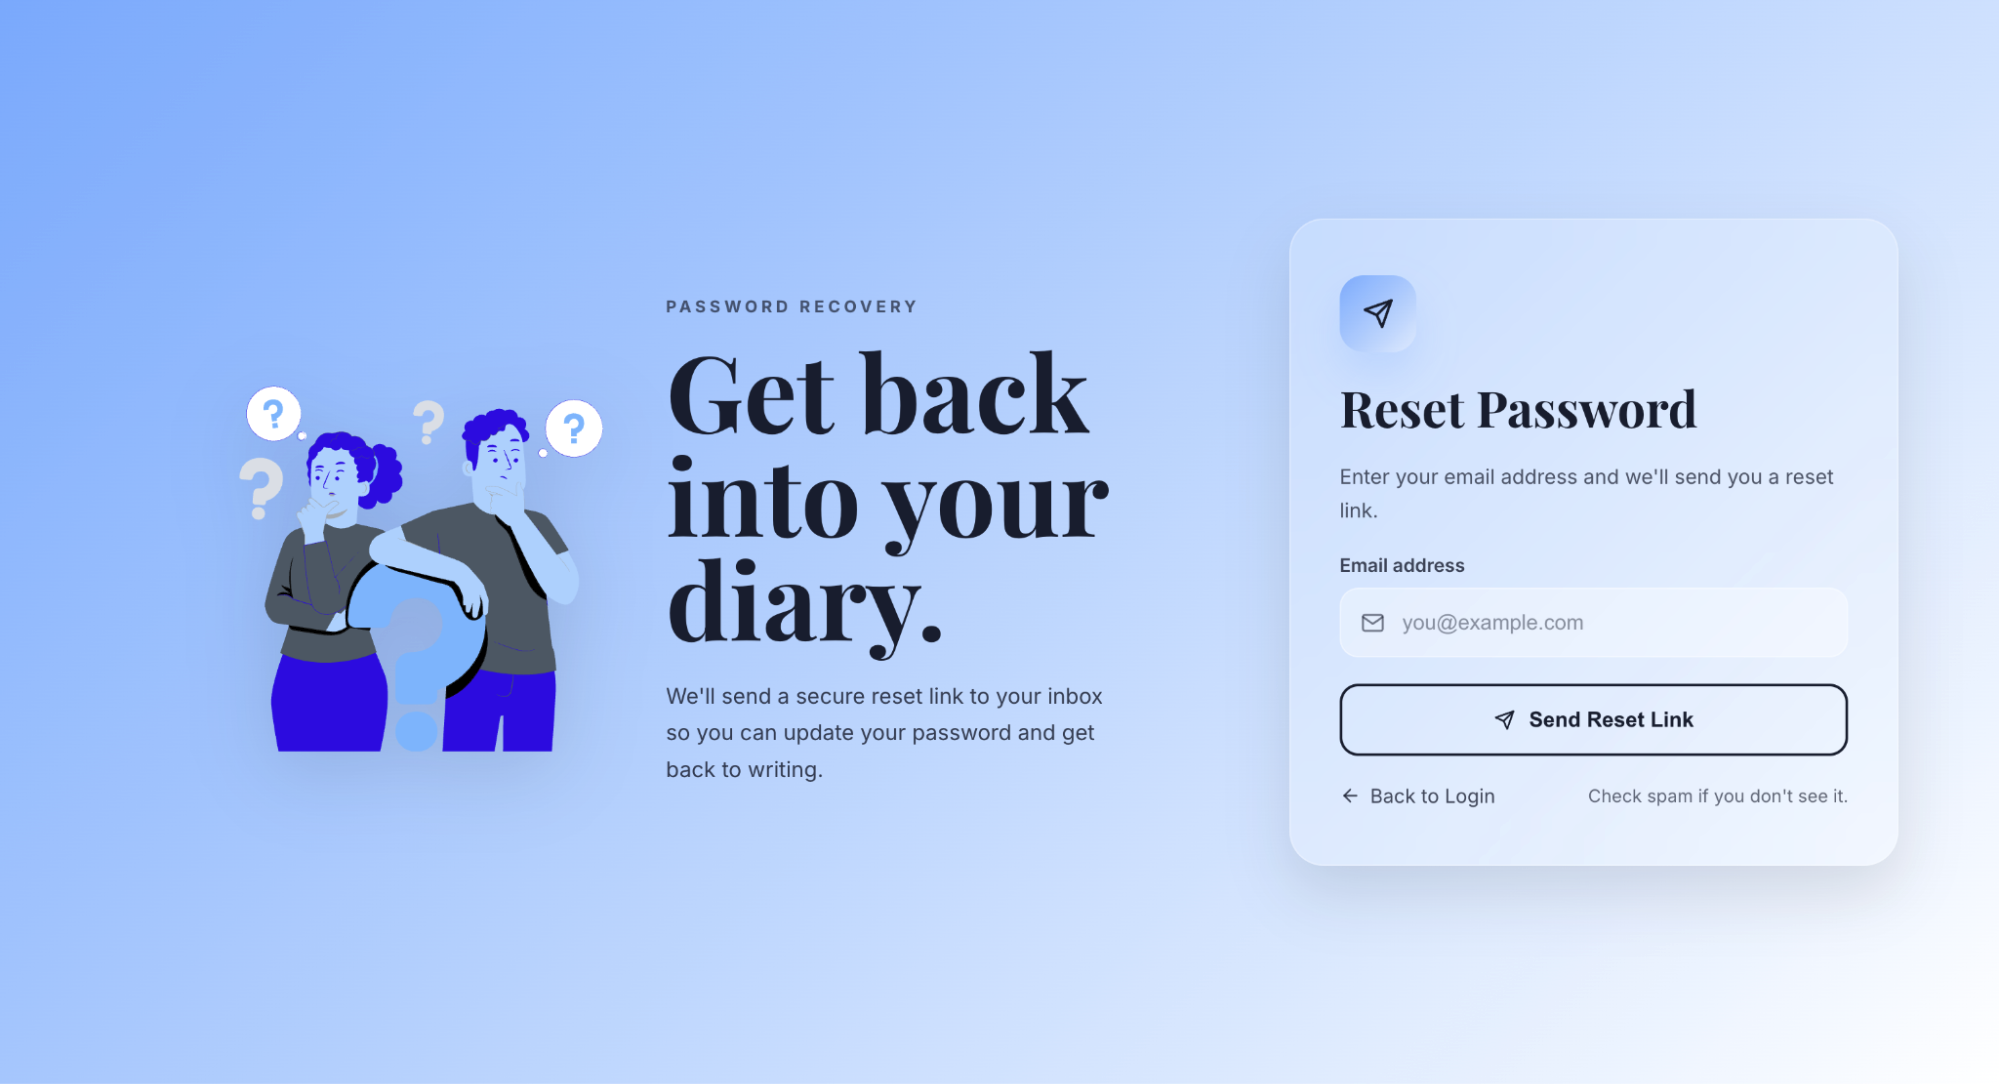 ?
?
?
?
?
PASSWORD RECOVERY
Get back
into your
diary.
We'll send a secure reset link to your inbox
so you can update your password and get
back to writing.
Reset Password
Enter your email address and we'll send you a reset
link.
Email address
you@example.com
Send Reset Link
Back to Login
Check spam if you don't see it.